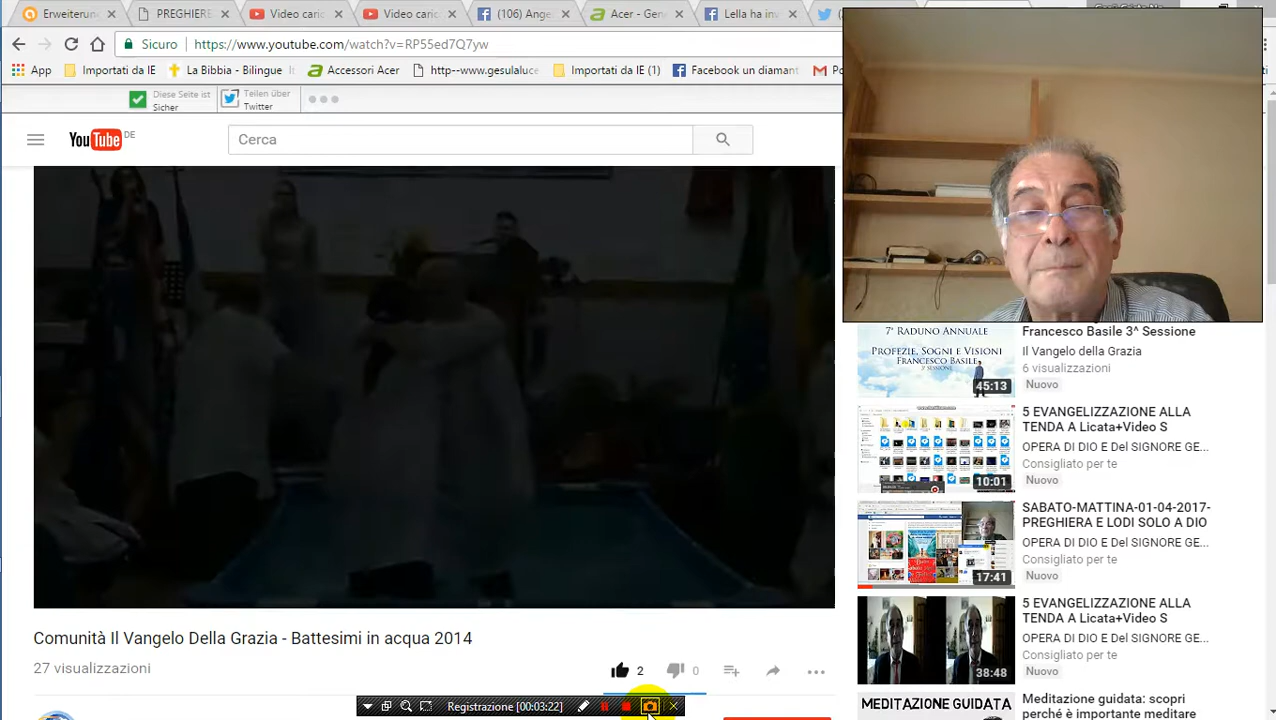 Erweiterun
PREGHIER
Video cari
(106) Ange
Acer - Ger
Lella ha in
Sicuro
https://www.youtube.com/watch?v=RPSSed7Q7yw
App
Importati da IE
La Bibbia - Bilingue It
Accessori Acer
http--www.gesuluce
Importati da IE (1)
Facebook un diamant
Diese Seite ist
Sicher
Teilen über
Twitter
YouTube DE
Cerca
7° RADUNO ANNUALE
PROFEZIE, SOGNI E VISIONI
FRANCESCO BASILE
3° SESSIONE
45:13
Francesco Basile 3^ Sessione
Il Vangelo della Grazia
6 visualizzazioni
Nuovo
5 EVANGELIZZAZIONE ALLA
TENDA A Licata+Video S
OPERA DI DIO E Del SIGNORE GE...
Consigliato per te
Nuovo
10:01
SABATO-MATTINA-01-04-2017-
PREGHIERA E LODI SOLO A DIO
OPERA DI DIO E Del SIGNORE GE...
Consigliato per te
Nuovo
17:41
5 EVANGELIZZAZIONE ALLA
TENDA A Licata+Video S
OPERA DI DIO E Del SIGNORE GE...
Consigliato per te
Nuovo
38:48
MEDITAZIONE GUIDATA
Meditazione guidata: scopri
perché è importante meditare
Comunità Il Vangelo Della Grazia - Battesimi in acqua 2014
27 visualizzazioni
2
0
Registrazione [00:08:22]